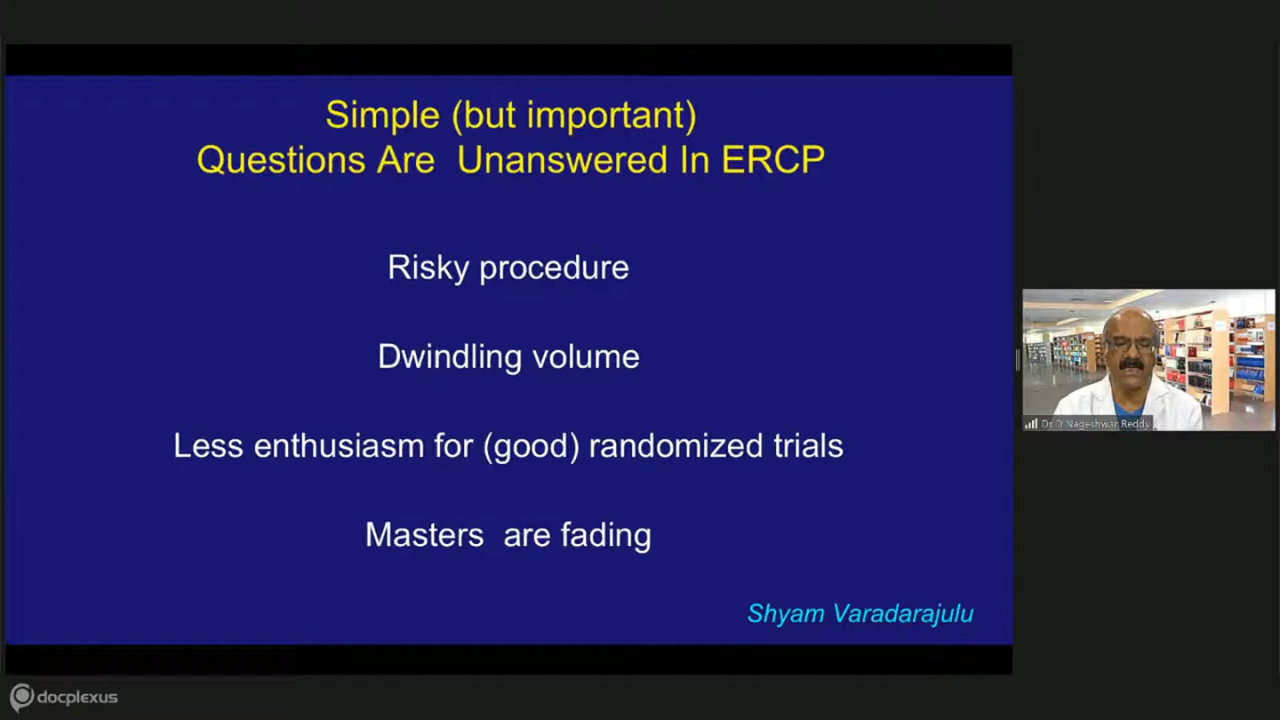 Simple (but important)
Questions Are Unanswered In ERCP
Risky procedure
Dwindling volume
Less enthusiasm for (good) randomized trials
Masters are fading
Shyam Varadarajulu
Dr D Nageshwar Reddy
docplexus